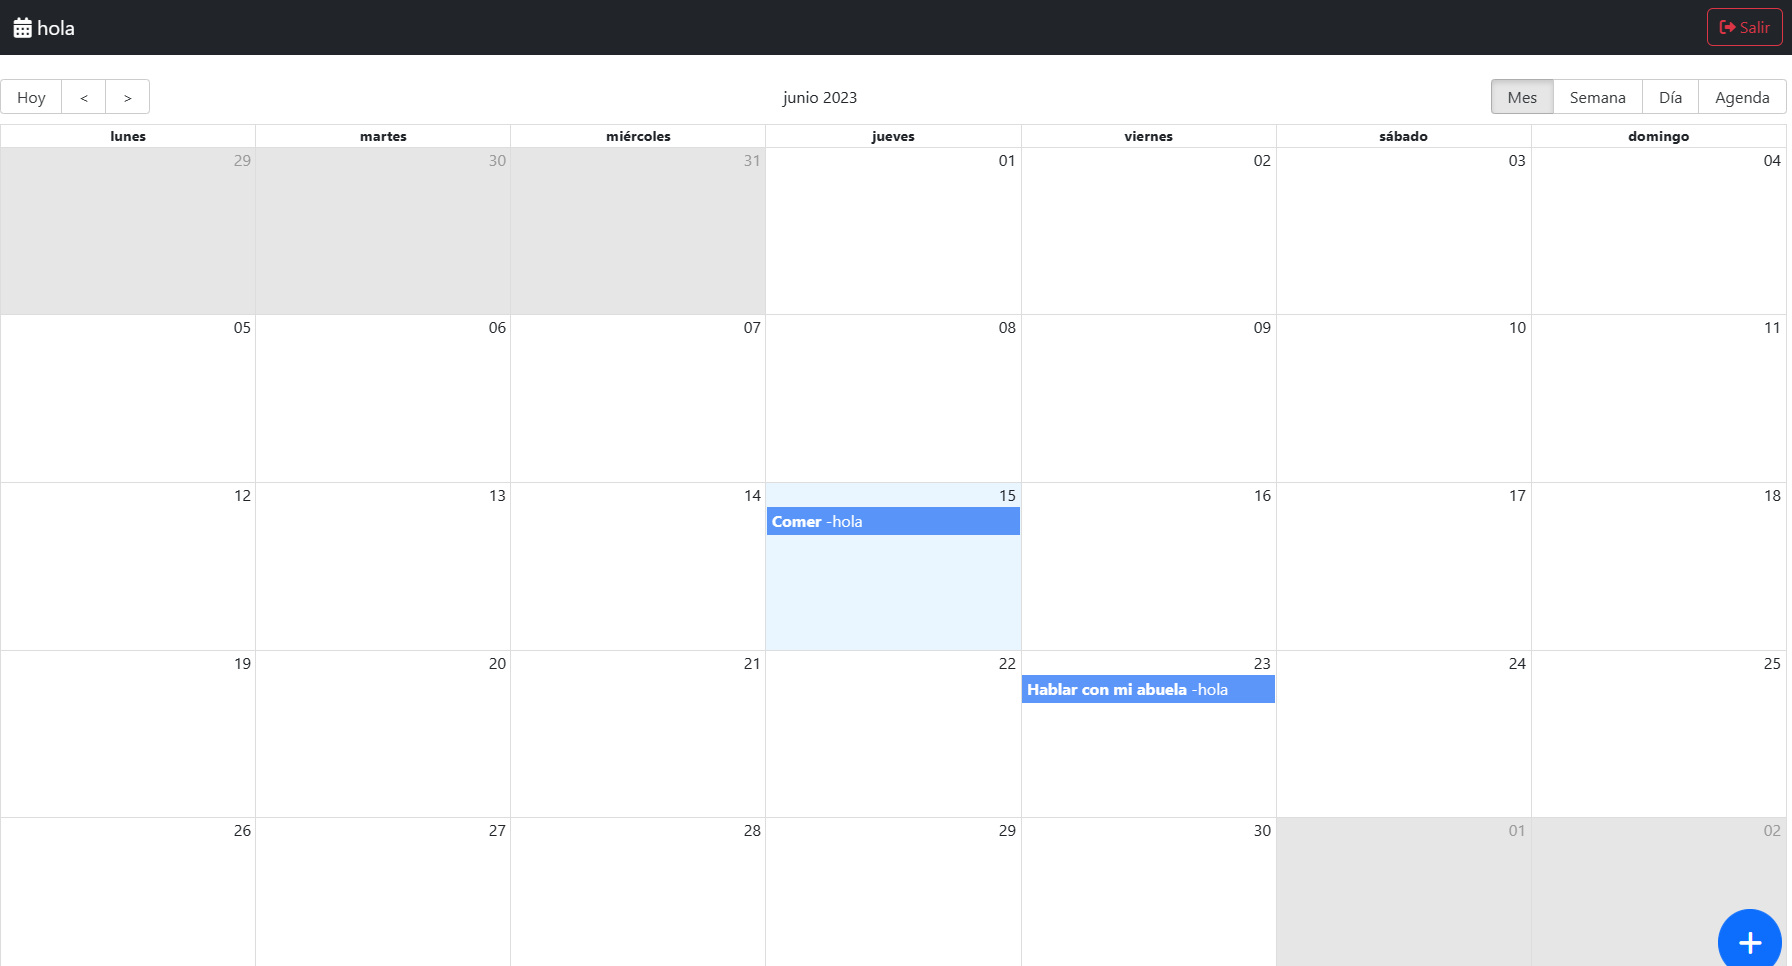 hola
Salir
Hoy < > junio 2023 Mes Semana Día Agenda
lunes martes miércoles jueves viernes sábado domingo
29 30 31 01 02 03 04
05 06 07 08 09 10 11
12 13 14 15 16 17 18
Comer -hola
19 20 21 22 23 24 25
Hablar con mi abuela -hola
26 27 28 29 30 01 02
+